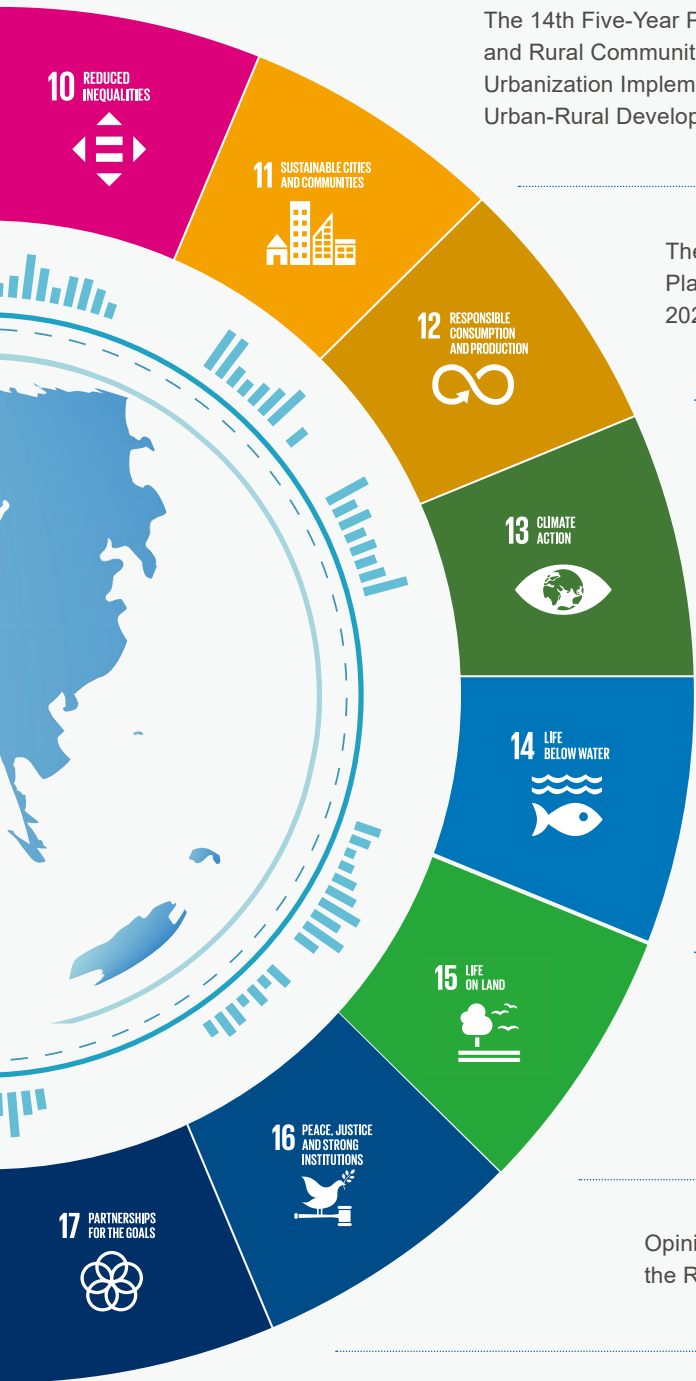 The 14th Five-Year P
and Rural Communit
Urbanization Implem
Urban-Rural Develop
10 REDUCED
INEQUALITIES
11 SUSTAINABLE CITIES
AND COMMUNITIES
The
Pla
202
12 RESPONSIBLE
CONSUMPTION
AND PRODUCTION
13 CLIMATE
ACTION
14 LIFE
BELOW WATER
15 LIFE
ON LAND
16 PEACE, JUSTICE
AND STRONG
INSTITUTIONS
17 PARTNERSHIPS
FOR THE GOALS
Opini
the R